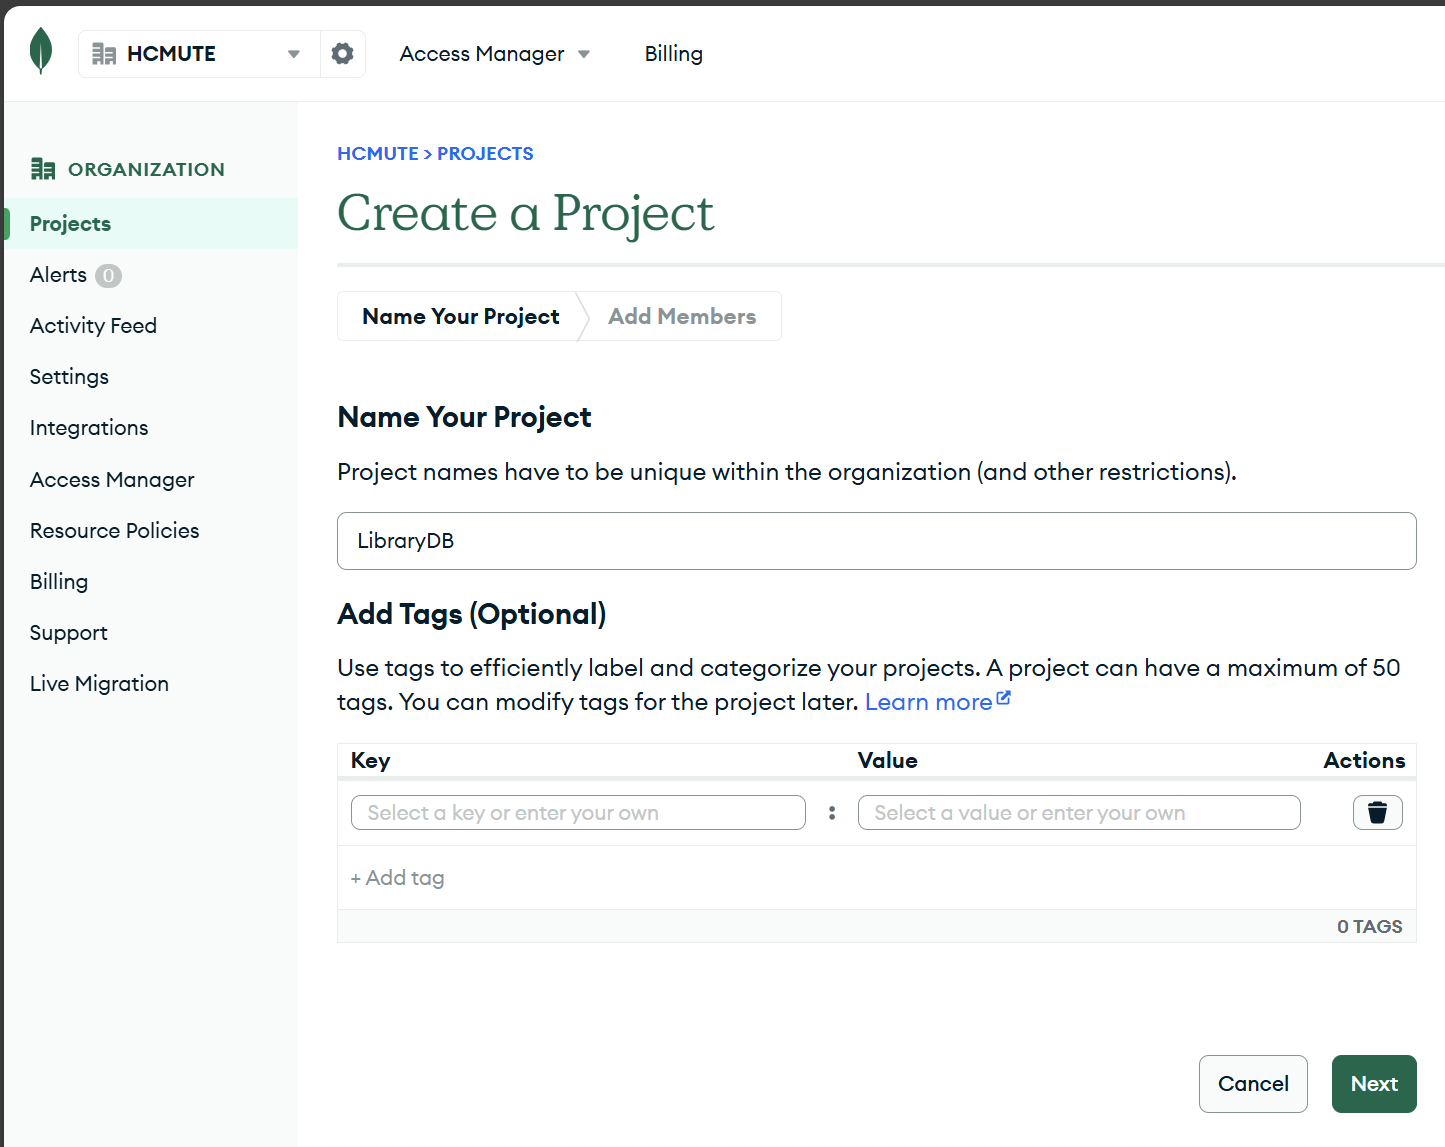 HCMUTE
Access Manager
Billing
ORGANIZATION
Projects
Alerts 0
Activity Feed
Settings
Integrations
Access Manager
Resource Policies
Billing
Support
Live Migration
HCMUTE > PROJECTS
Create a Project
Name Your Project
Add Members
Name Your Project
Project names have to be unique within the organization (and other restrictions).
LibraryDB
Add Tags (Optional)
Use tags to efficiently label and categorize your projects. A project can have a maximum of 50
tags. You can modify tags for the project later. Learn more
Key Value Actions
Select a key or enter your own : Select a value or enter your own
+ Add tag
0 TAGS
Cancel Next